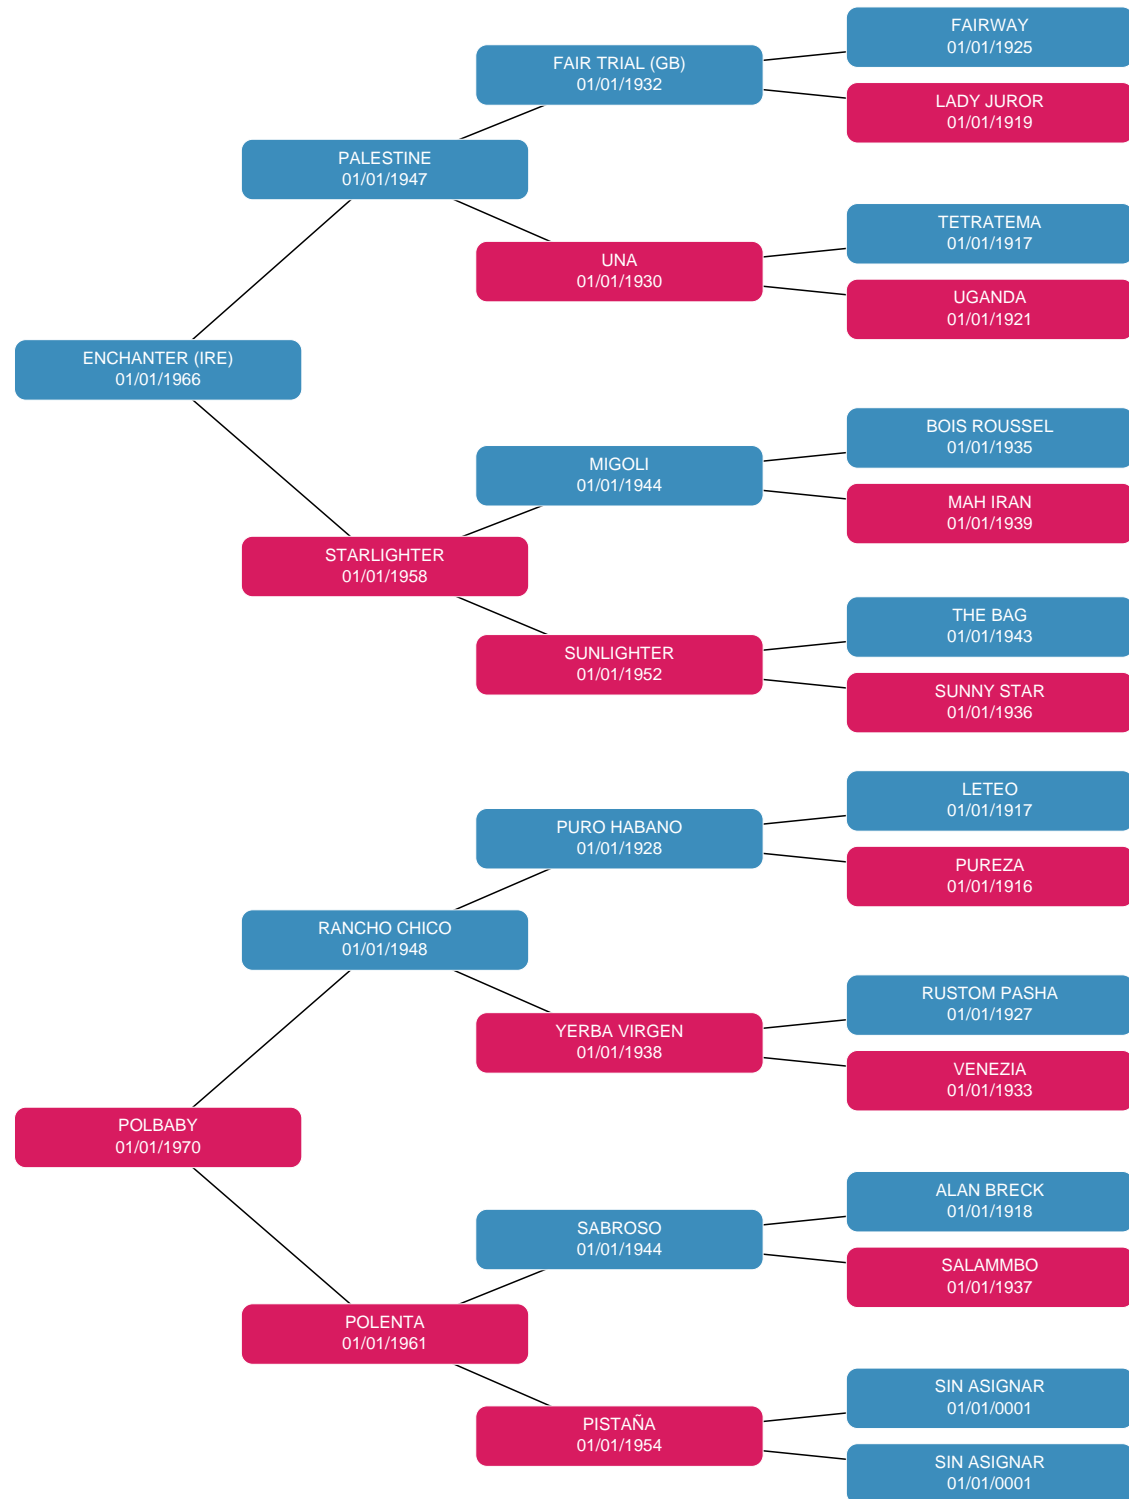 FAIRWAY
01/01/1925
FAIR TRIAL (GB)
01/01/1932
LADY JUROR
01/01/1919
PALESTINE
01/01/1947
TETRATEMA
01/01/1917
UNA
01/01/1930
UGANDA
01/01/1921
ENCHANTER (IRE)
01/01/1966
BOIS ROUSSEL
01/01/1935
MIGOLI
01/01/1944
MAH IRAN
01/01/1939
STARLIGHTER
01/01/1958
THE BAG
01/01/1943
SUNLIGHTER
01/01/1952
SUNNY STAR
01/01/1936
LETEO
01/01/1917
PURO HABANO
01/01/1928
PUREZA
01/01/1916
RANCHO CHICO
01/01/1948
RUSTOM PASHA
01/01/1927
YERBA VIRGEN
01/01/1938
VENEZIA
01/01/1933
POLBABY
01/01/1970
ALAN BRECK
01/01/1918
SABROSO
01/01/1944
SALAMMBO
01/01/1937
POLENTA
01/01/1961
SIN ASIGNAR
01/01/0001
PISTAÑA
01/01/1954
SIN ASIGNAR
01/01/0001